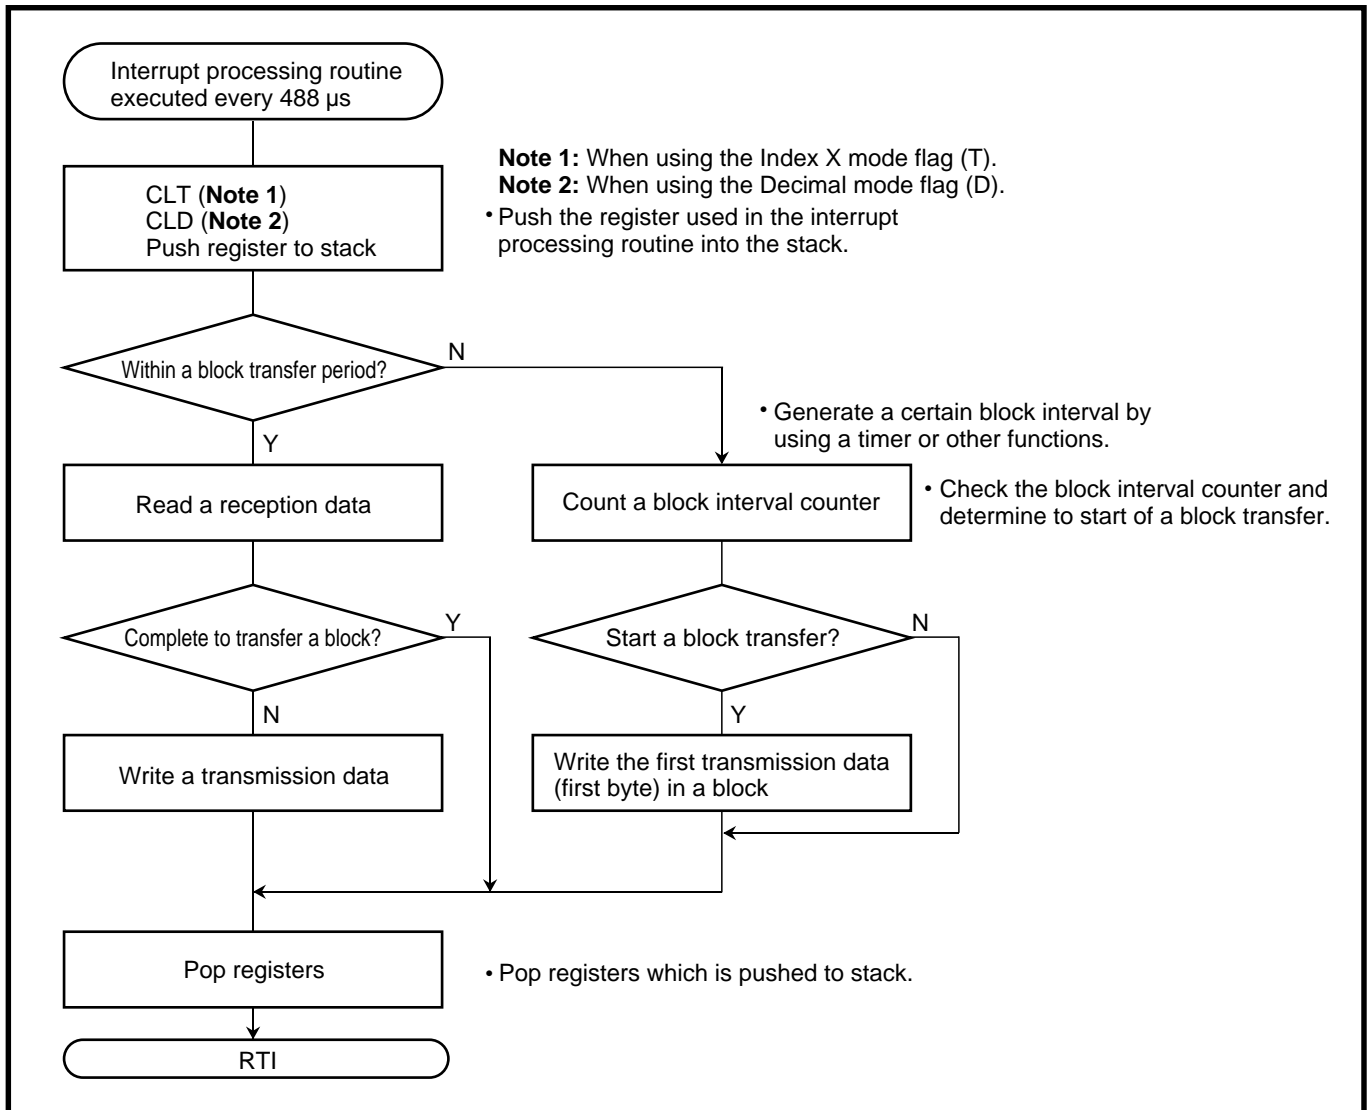 Interrupt processing routine
executed every 488 µs
CLT (Note 1)
CLD (Note 2)
Push register to stack
Note 1: When using the Index X mode flag (T).
Note 2: When using the Decimal mode flag (D).
• Push the register used in the interrupt
processing routine into the stack.
Within a block transfer period?
N
Y
• Generate a certain block interval by
using a timer or other functions.
Read a reception data
Count a block interval counter
• Check the block interval counter and
determine to start of a block transfer.
Complete to transfer a block?
Y
N
Start a block transfer?
N
Y
Write a transmission data
Write the first transmission data
(first byte) in a block
Pop registers
• Pop registers which is pushed to stack.
RTI